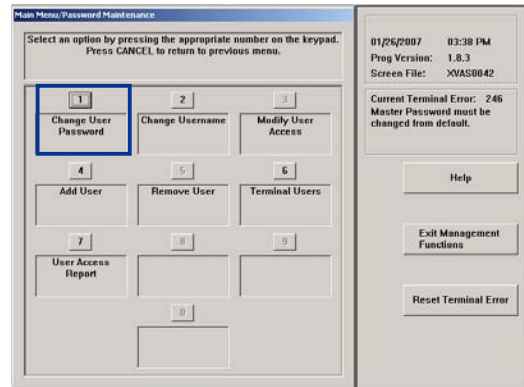 Main Menu/Password Maintenance
Select an option by pressing the appropriate number on the keypad.
Press CANCEL to return to previous menu.
1
Change User
Password
2
Change Username
3
Modify User
Access
4
Add User
5
Remove User
6
Terminal Users
7
User Access
Report
8
9
0
01/26/2007 03:38 PM
Prog Version: 1.8.3
Screen File: XVAS0042
Current Terminal Error: 246
Master Password must be
changed from default.
Help
Exit Management
Functions
Reset Terminal Error